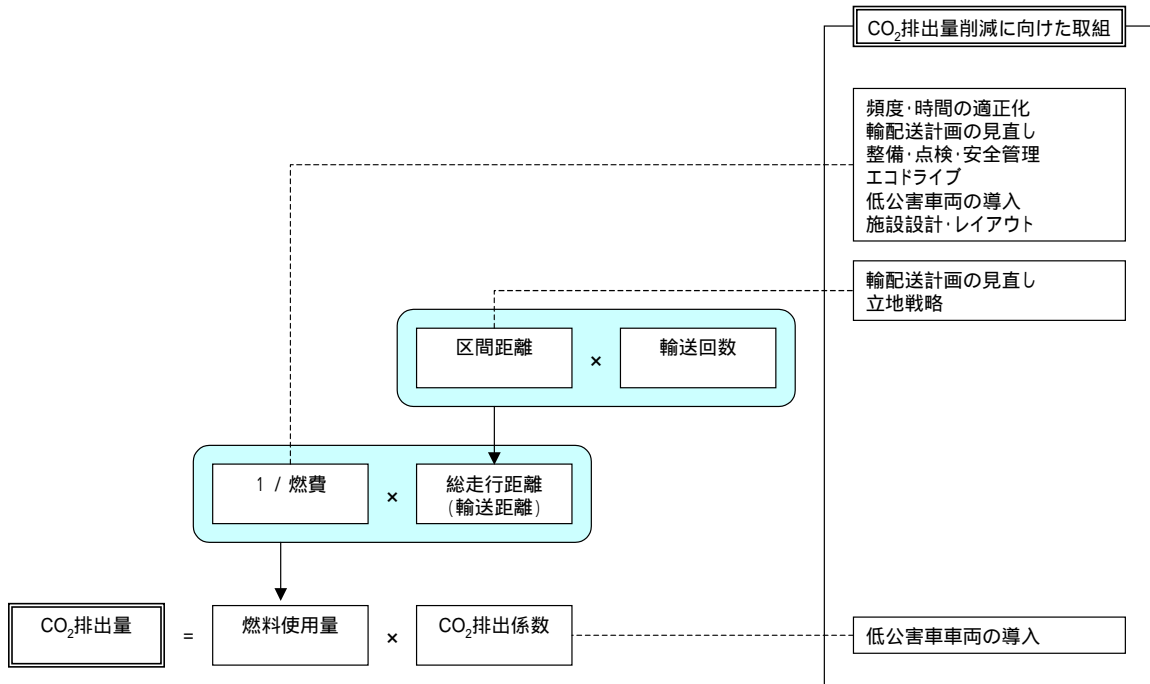 CO₂排出量削減に向けた取組
頻度･時間の適正化
輸配送計画の見直し
整備･点検･安全管理
エコドライブ
低公害車両の導入
施設設計･レイアウト
輸配送計画の見直し
立地戦略
区間距離
×
輸送回数
1 / 燃費
×
総走行距離
(輸送距離)
CO₂排出量
=
燃料使用量
×
CO₂排出係数
低公害車車両の導入